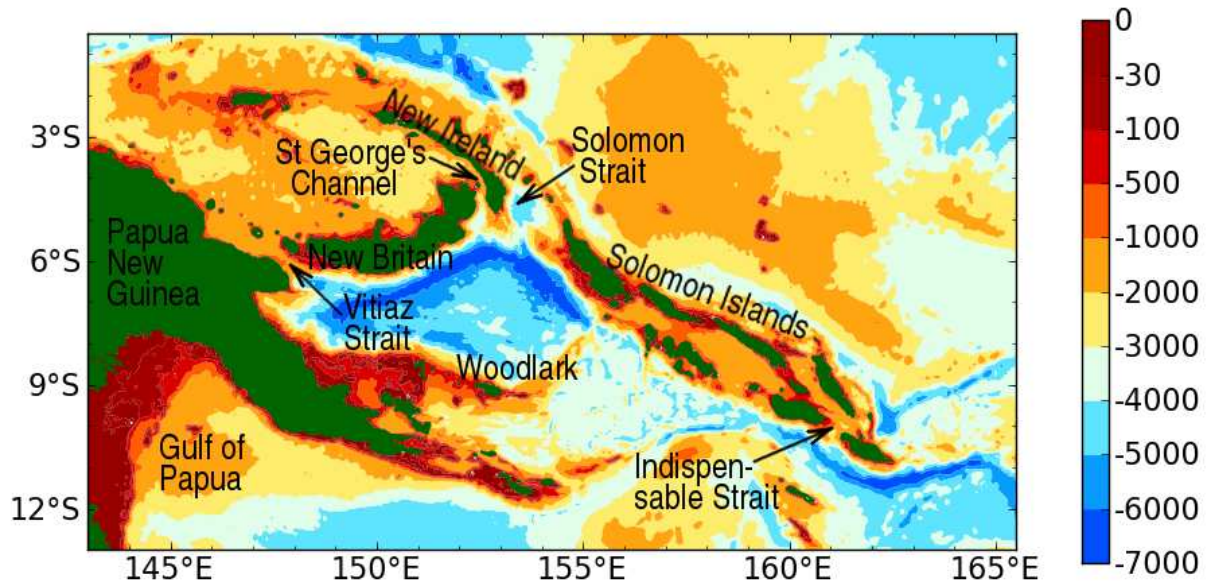 0
-30
-100
-500
-1000
-2000
-3000
-4000
-5000
-6000
-7000
3°S
6°S
9°S
12°S
145°E
150°E
155°E
160°E
165°E
New Ireland
St George's
Channel
Solomon
Strait
Papua
New
Guinea
New Britain
Solomon Islands
Vitiaz
Strait
Woodlark
Gulf of
Papua
Indispen-
sable Strait